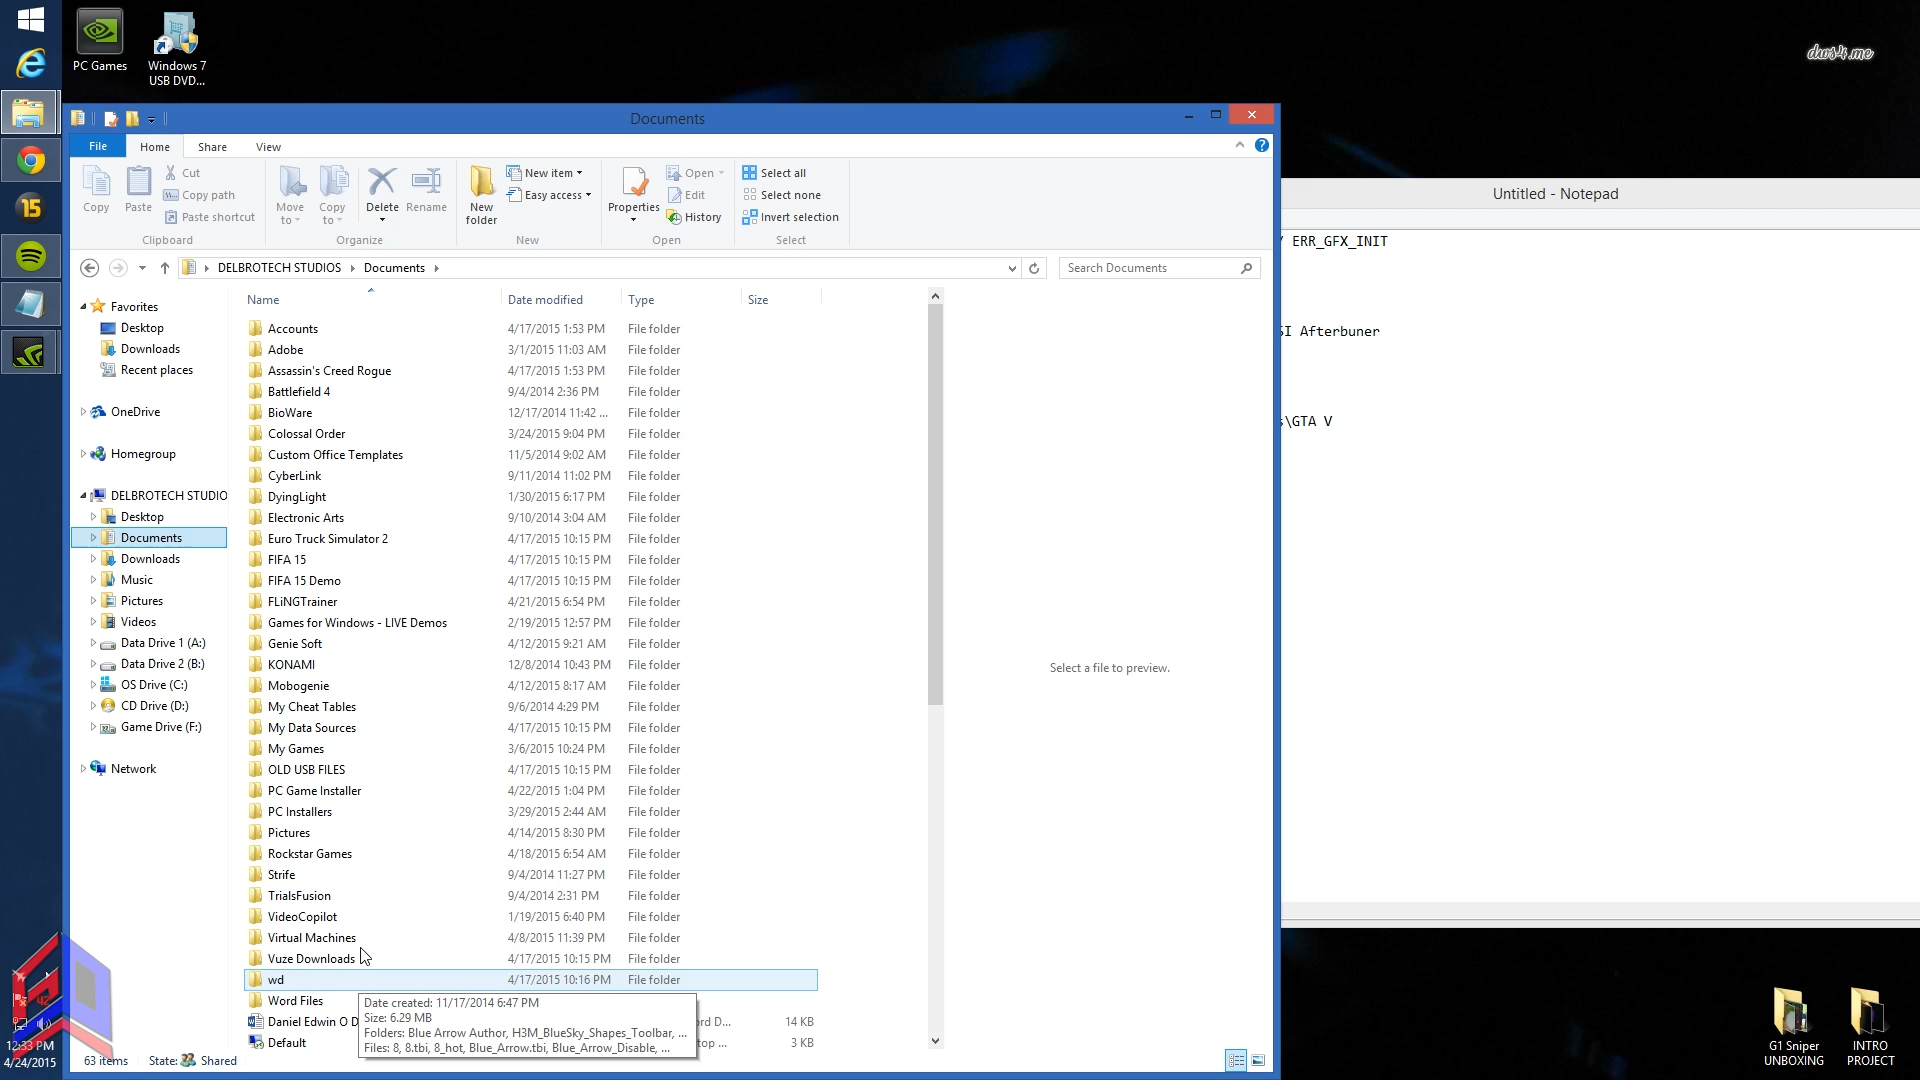 PC Games
Windows 7
USB DVD...
dws4.me
Documents
File Home Share View
Copy
Paste
Cut
Copy path
Paste shortcut
Clipboard
Move to
Copy to
Delete
Rename
Organize
New folder
New item
Easy access
New
Properties
Open
Edit
History
Open
Select all
Select none
Invert selection
Select
DELBROTECH STUDIOS Documents
Search Documents
Favorites
Desktop
Downloads
Recent places
OneDrive
Homegroup
DELBROTECH STUDIO
Desktop
Documents
Downloads
Music
Pictures
Videos
Data Drive 1 (A:)
Data Drive 2 (B:)
OS Drive (C:)
CD Drive (D:)
Game Drive (F:)
Network
Name Date modified Type Size
Accounts 4/17/2015 1:53 PM File folder
Adobe 3/1/2015 11:03 AM File folder
Assassin's Creed Rogue 4/17/2015 1:53 PM File folder
Battlefield 4 9/4/2014 2:36 PM File folder
BioWare 12/17/2014 11:42 ... File folder
Colossal Order 3/24/2015 9:04 PM File folder
Custom Office Templates 11/5/2014 9:02 AM File folder
CyberLink 9/11/2014 11:02 PM File folder
DyingLight 1/30/2015 6:17 PM File folder
Electronic Arts 9/10/2014 3:04 AM File folder
Euro Truck Simulator 2 4/17/2015 10:15 PM File folder
FIFA 15 4/17/2015 10:15 PM File folder
FIFA 15 Demo 4/17/2015 10:15 PM File folder
FLiNGTrainer 4/21/2015 6:54 PM File folder
Games for Windows - LIVE Demos 2/19/2015 12:57 PM File folder
Genie Soft 4/12/2015 9:21 AM File folder
KONAMI 12/8/2014 10:43 PM File folder
Mobogenie 4/12/2015 8:17 AM File folder
My Cheat Tables 9/6/2014 4:29 PM File folder
My Data Sources 4/17/2015 10:15 PM File folder
My Games 3/6/2015 10:24 PM File folder
OLD USB FILES 4/17/2015 10:15 PM File folder
PC Game Installer 4/22/2015 1:04 PM File folder
PC Installers 3/29/2015 2:44 AM File folder
Pictures 4/14/2015 8:30 PM File folder
Rockstar Games 4/18/2015 6:54 AM File folder
Strife 9/4/2014 11:27 PM File folder
TrialsFusion 9/4/2014 2:31 PM File folder
VideoCopilot 1/19/2015 6:40 PM File folder
Virtual Machines 4/8/2015 11:39 PM File folder
Vuze Downloads 4/17/2015 10:15 PM File folder
wd 4/17/2015 10:16 PM File folder
Word Files
Daniel Edwin O D ord D... 14 KB
Default top ... 3 KB
Date created: 11/17/2014 6:47 PM
Size: 6.29 MB
Folders: Blue Arrow Author, H3M_BlueSky_Shapes_Toolbar, ...
Files: 8, 8.tbi, 8_hot, Blue_Arrow.tbi, Blue_Arrow_Disable, ...
Select a file to preview.
63 items State: Shared
Untitled - Notepad
ERR_GFX_INIT
SI Afterbuner
s\GTA V
15
12:33 PM
4/24/2015
G1 Sniper
UNBOXING
INTRO
PROJECT